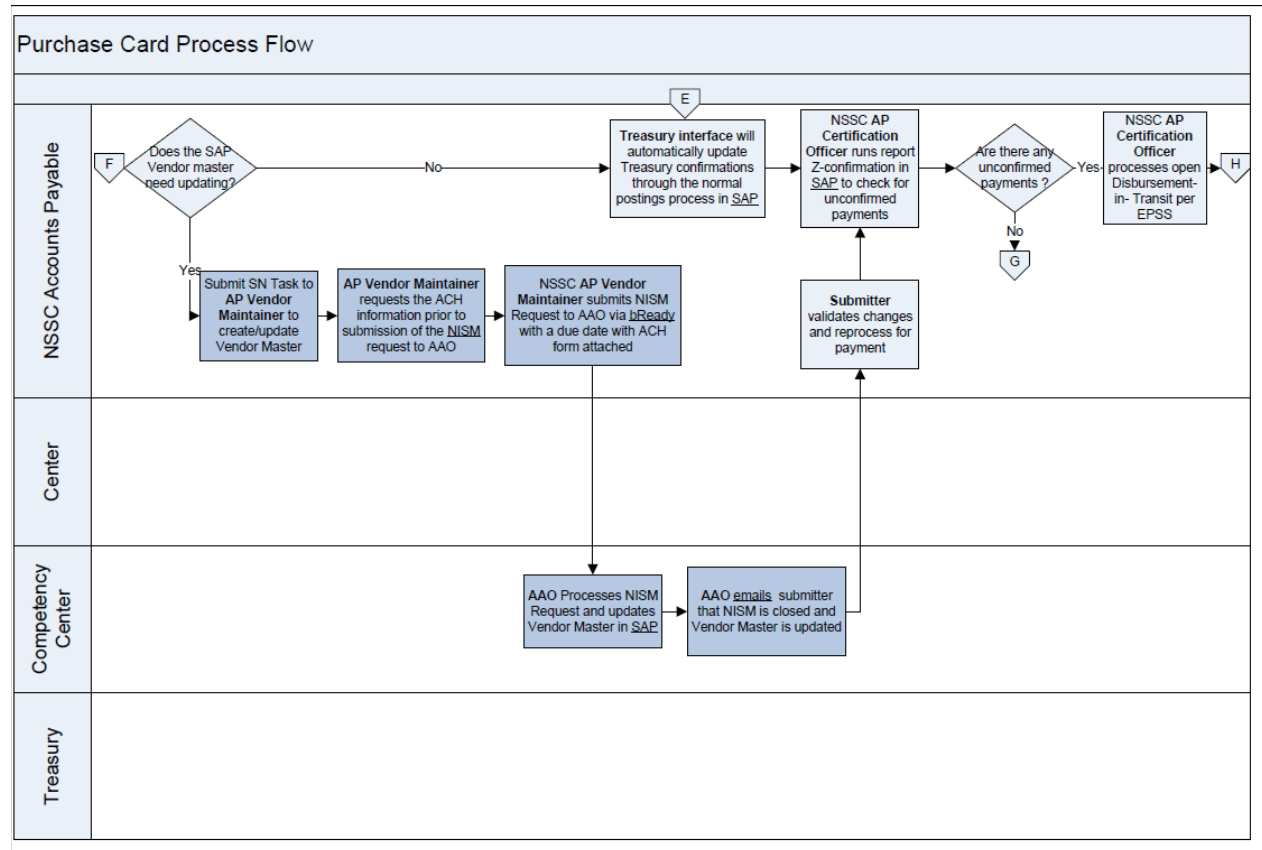 Purchase Card Process Flow
NSSC Accounts Payable
F
Does the SAP
Vendor master
need updating?
No
Yes
E
Treasury interface will
automatically update
Treasury confirmations
through the normal
postings process in SAP
NSSC AP
Certification
Officer runs report
Z-confirmation in
SAP to check for
unconfirmed
payments
Are there any
unconfirmed
payments ?
Yes
No
G
NSSC AP
Certification
Officer
processes open
Disbursement-
in- Transit per
EPSS
H
Submit SN Task to
AP Vendor
Maintainer to
create/update
Vendor Master
AP Vendor Maintainer
requests the ACH
information prior to
submission of the NISM
request to AAO
NSSC AP Vendor
Maintainer submits NISM
Request to AAO via bReady
with a due date with ACH
form attached
Submitter
validates changes
and reprocess for
payment
Center
Competency
Center
AAO Processes NISM
Request and updates
Vendor Master in SAP
AAO emails submitter
that NISM is closed and
Vendor Master is updated
Treasury